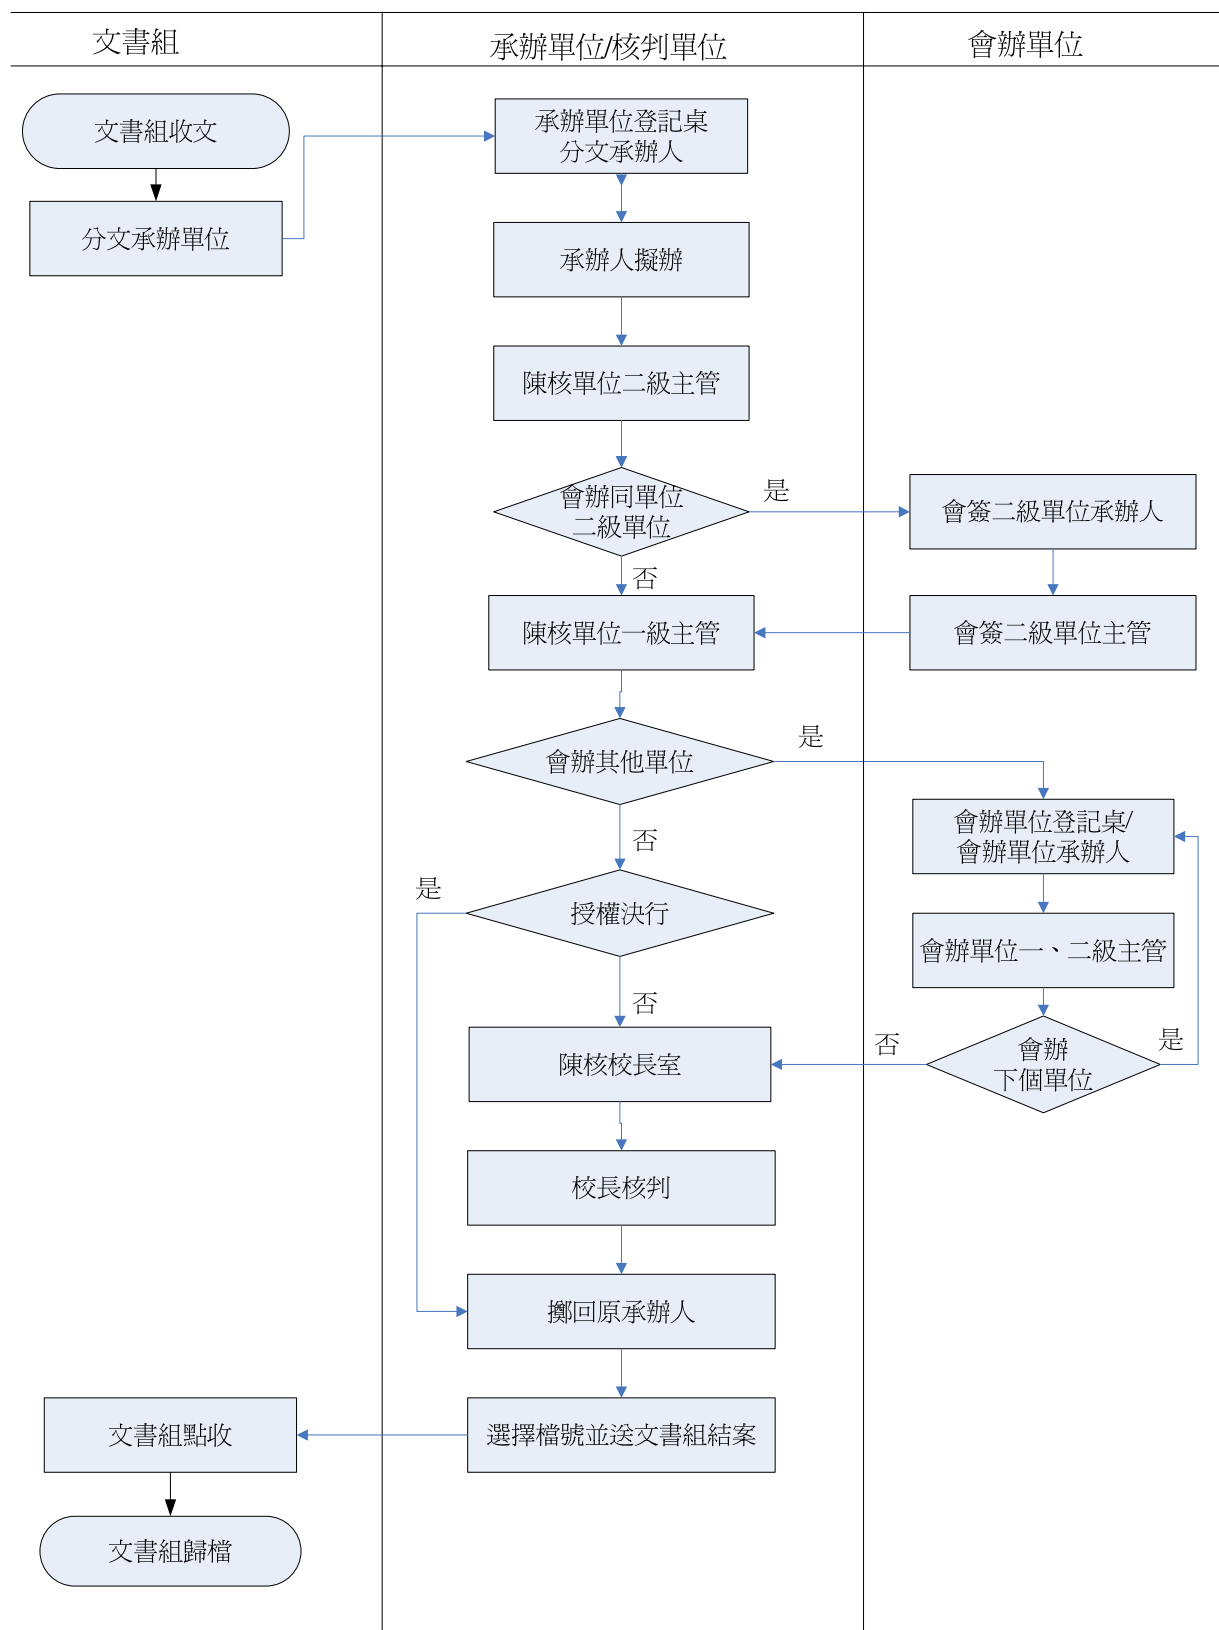 文書組
承辦單位/核判單位
會辦單位
文書組收文
分文承辦單位
承辦單位登記桌
分文承辦人
承辦人擬辦
陳核單位二級主管
會辦同單位
二級單位
是
會簽二級單位承辦人
否
陳核單位一級主管
會簽二級單位主管
會辦其他單位
是
會辦單位登記桌/
會辦單位承辦人
否
是
授權決行
會辦單位一、二級主管
否
陳核校長室
否
會辦
下個單位
是
校長核判
擲回原承辦人
選擇檔號並送文書組結案
文書組點收
文書組歸檔